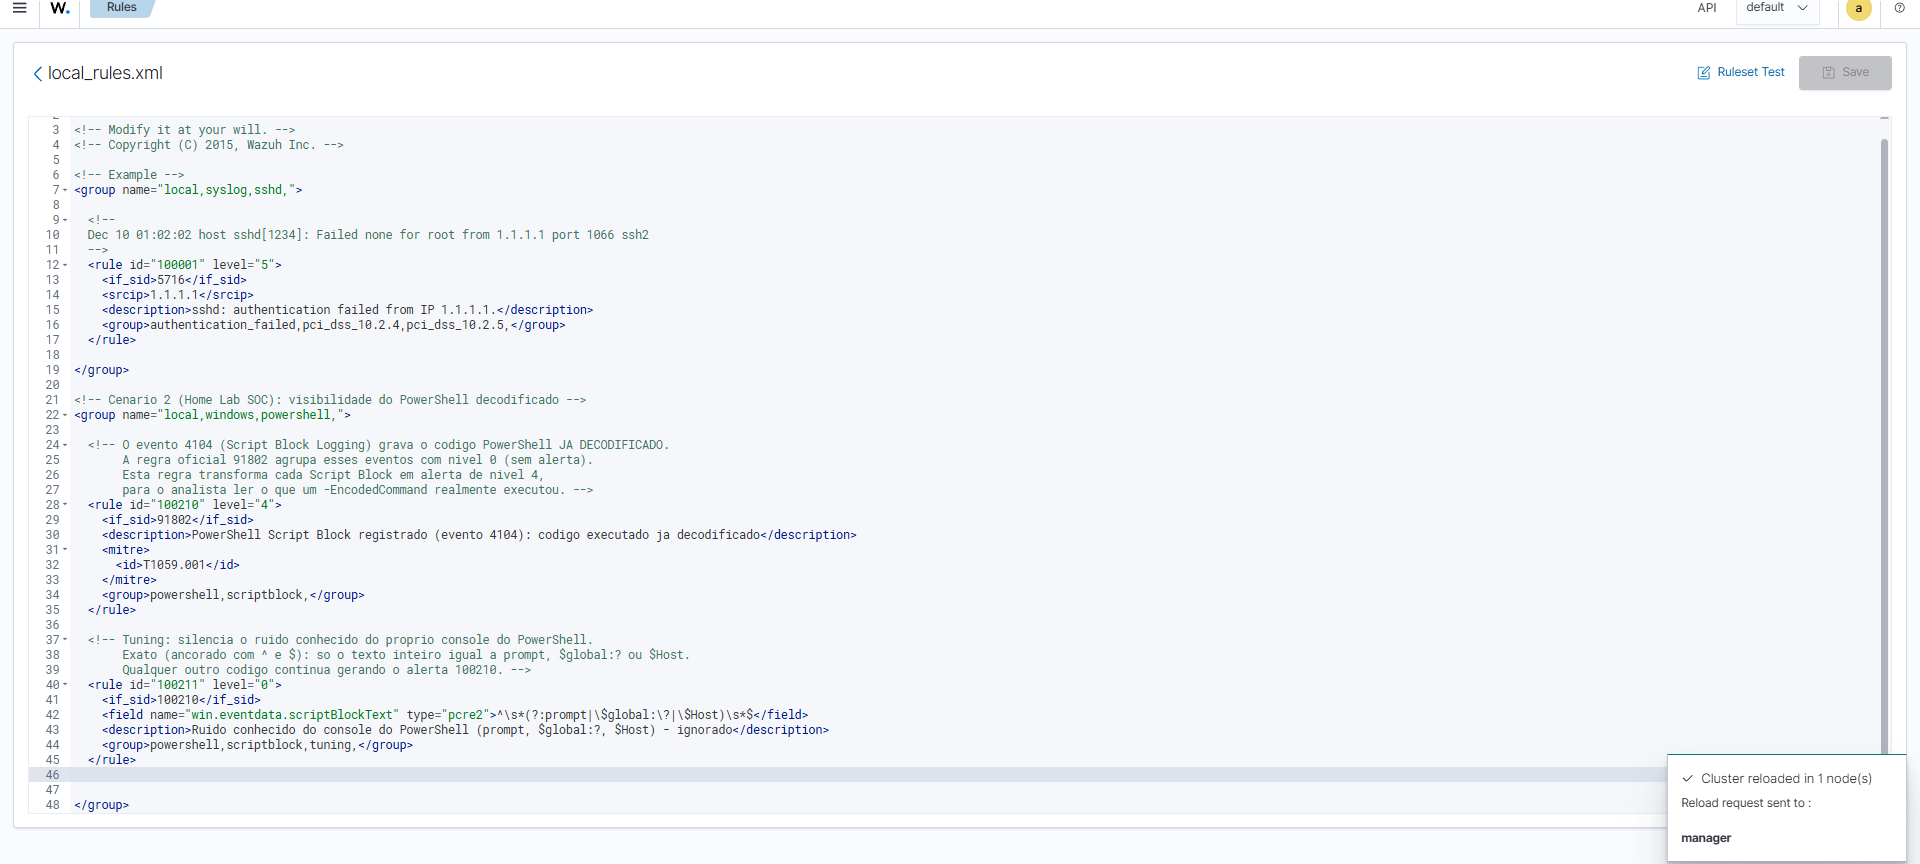 W.
Rules
API
default
a
local_rules.xml
Ruleset Test
Save
3 <!-- Modify it at your will. -->
4 <!-- Copyright (C) 2015, Wazuh Inc. -->
5
6 <!-- Example -->
7 <group name="local,syslog,sshd,">
8
9   <!--
10   Dec 10 01:02:02 host sshd[1234]: Failed none for root from 1.1.1.1 port 1066 ssh2
11   -->
12   <rule id="100001" level="5">
13     <if_sid>5716</if_sid>
14     <srcip>1.1.1.1</srcip>
15     <description>sshd: authentication failed from IP 1.1.1.1.</description>
16     <group>authentication_failed,pci_dss_10.2.4,pci_dss_10.2.5,</group>
17   </rule>
18
19 </group>
20
21 <!-- Cenario 2 (Home Lab SOC): visibilidade do PowerShell decodificado -->
22 <group name="local,windows,powershell,">
23
24   <!-- O evento 4104 (Script Block Logging) grava o codigo PowerShell JA DECODIFICADO.
25        A regra oficial 91802 agrupa esses eventos com nivel 0 (sem alerta).
26        Esta regra transforma cada Script Block em alerta de nivel 4,
27        para o analista ler o que um -EncodedCommand realmente executou. -->
28   <rule id="100210" level="4">
29     <if_sid>91802</if_sid>
30     <description>PowerShell Script Block registrado (evento 4104): codigo executado ja decodificado</description>
31     <mitre>
32       <id>T1059.001</id>
33     </mitre>
34     <group>powershell,scriptblock,</group>
35   </rule>
36
37   <!-- Tuning: silencia o ruido conhecido do proprio console do PowerShell.
38        Exato (ancorado com ^ e $): so o texto inteiro igual a prompt, $global:? ou $Host.
39        Qualquer outro codigo continua gerando o alerta 100210. -->
40   <rule id="100211" level="0">
41     <if_sid>100210</if_sid>
42     <field name="win.eventdata.scriptBlockText" type="pcre2">^\s*(?:prompt|\$global:\?|\$Host)\s*$</field>
43     <description>Ruido conhecido do console do PowerShell (prompt, $global:?, $Host) - ignorado</description>
44     <group>powershell,scriptblock,tuning,</group>
45   </rule>
46
47
48 </group>
Cluster reloaded in 1 node(s)
Reload request sent to :
manager